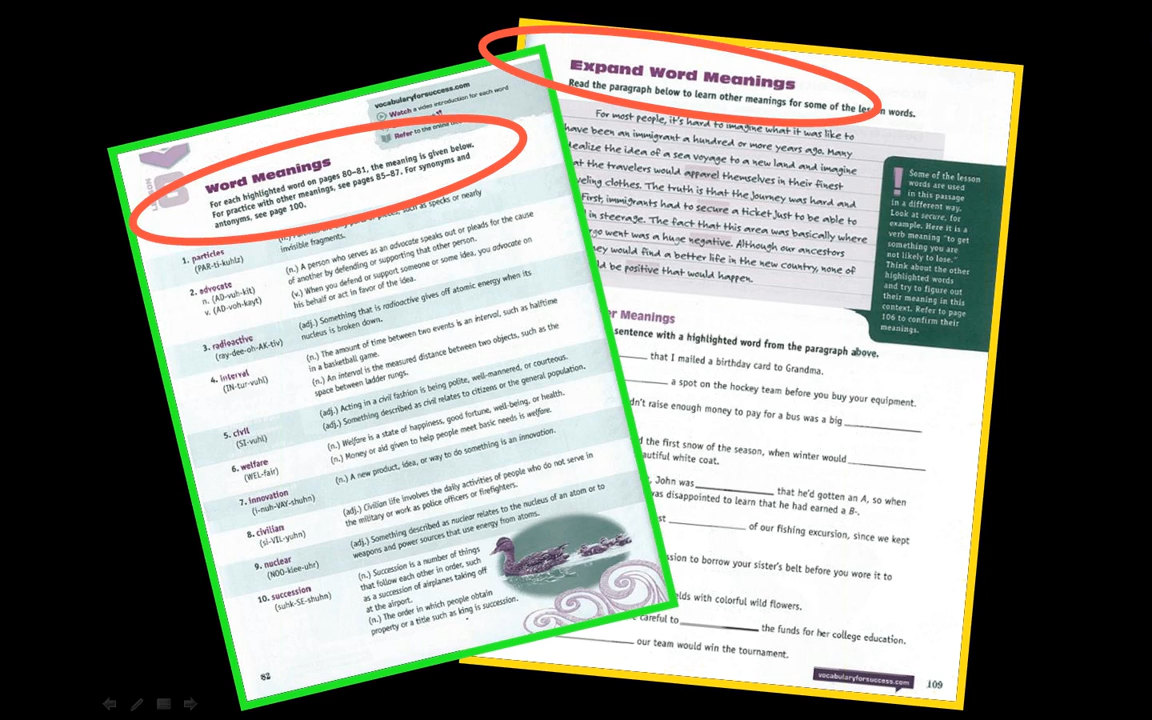 vocabularyforsuccess.com
Watch a video introduction for each word
Refer to the online
Word Meanings
For each highlighted word on pages 80–81, the meaning is given below.
For practice with other meanings, see pages 85–87. For synonyms and
antonyms, see page 100.
such as specks or nearly
invisible fragments.
1. particles
(PAR-ti-kuhlz)
(n.) A person who serves as an advocate speaks out or pleads for the cause
of another by defending or supporting that other person.
(v.) When you defend or support someone or some idea, you advocate on
his behalf or act in favor of the idea.
2. advocate
n. (AD-vuh-kit)
v. (AD-voh-kayt)
(adj.) Something that is radioactive gives off atomic energy when its
nucleus is broken down.
3. radioactive
(ray-dee-oh-AK-tiv)
(n.) The amount of time between two events is an interval, such as halftime
in a basketball game.
(n.) An interval is the measured distance between two objects, such as the
space between ladder rungs.
4. interval
(IN-tur-vuhl)
(adj.) Acting in a civil fashion is being polite, well-mannered, or courteous.
(adj.) Something described as civil relates to citizens or the general population.
5. civil
(SI-vuhl)
(n.) Welfare is a state of happiness, good fortune, well-being, or health.
(n.) Money or aid given to help people meet basic needs is welfare.
6. welfare
(WEL-fair)
(n.) A new product, idea, or way to do something is an innovation.
7. innovation
(i-nuh-VAY-shuhn)
(adj.) Civilian life involves the daily activities of people who do not serve in
the military or work as police officers or firefighters.
8. civilian
(si-VIL-yuhn)
(adj.) Something described as nuclear relates to the nucleus of an atom or to
weapons and power sources that use energy from atoms.
9. nuclear
(NOO-klee-uhr)
(n.) Succession is a number of things
that follow each other in order, such
as a succession of airplanes taking off
at the airport.
(n.) The order in which people obtain
property or a title such as king is succession.
10. succession
(suhk-SE-shuhn)
82
Expand Word Meanings
Read the paragraph below to learn other meanings for some of the lesson words.
For most people, it's hard to imagine what it was like to
have been an immigrant a hundred or more years ago. Many
idealize the idea of a sea voyage to a new land and imagine
at the travelers would apparel themselves in their finest
veling clothes. The truth is that the journey was hard and
First, immigrants had to secure a ticket just to be able to
in steerage. The fact that this area was basically where
rgo went was a huge negative. Although our ancestors
hey would find a better life in the new country, none of
ld be positive that would happen.
Some of the lesson
words are used
in this passage
in a different way.
Look at secure, for
example. Here it is a
verb meaning "to get
something you are
not likely to lose."
Think about the other
highlighted words
and try to figure out
their meaning in this
context. Refer to page
106 to confirm their
meanings.
er Meanings
sentence with a highlighted word from the paragraph above.
that I mailed a birthday card to Grandma.
a spot on the hockey team before you buy your equipment.
dn't raise enough money to pay for a bus was a big
d the first snow of the season, when winter would
autiful white coat.
, John was that he'd gotten an A, so when
was disappointed to learn that he had earned a B-.
st of our fishing excursion, since we kept
ssion to borrow your sister's belt before you wore it to
elds with colorful wild flowers.
careful to the funds for her college education.
our team would win the tournament.
vocabularyforsuccess.com
109